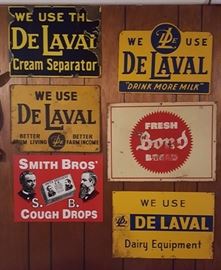 WE USE THE
DE LAVAL
Cream Separator
WE USE
DE LAVAL
"DRINK MORE MILK"
WE USE
DE LAVAL
BETTER BETTER
FARM LIVING FARM INCOME
FRESH
Bond
BREAD
SMITH BROS'
S. B.
COUGH DROPS
WE USE
DE LAVAL
Dairy Equipment